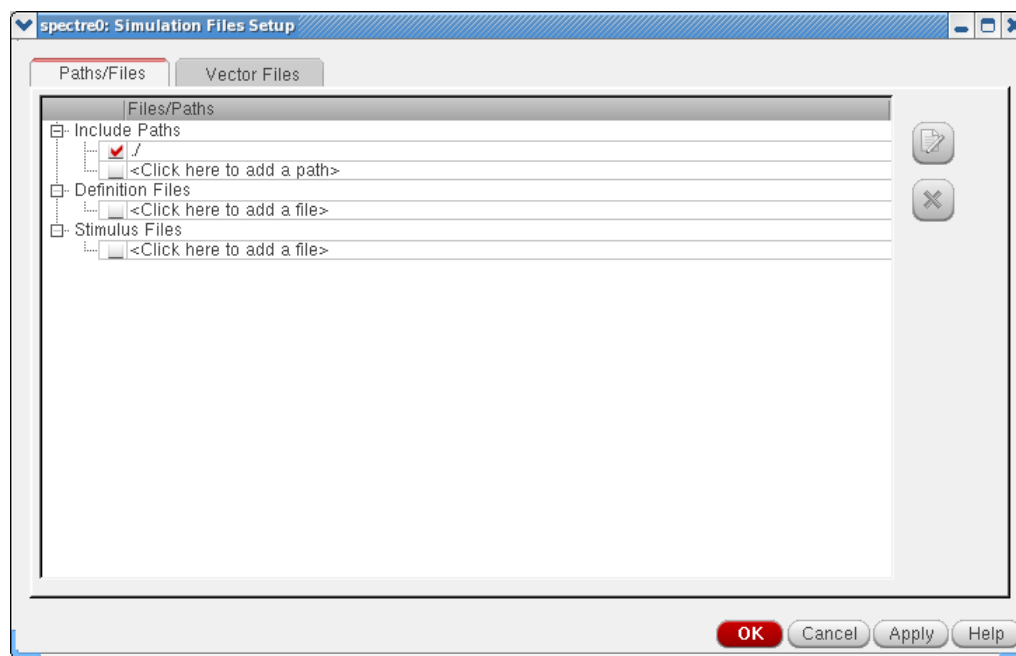 spectre0: Simulation Files Setup
Paths/Files
Vector Files
Files/Paths
Include Paths
./
<Click here to add a path>
Definition Files
<Click here to add a file>
Stimulus Files
<Click here to add a file>
OK
Cancel
Apply
Help